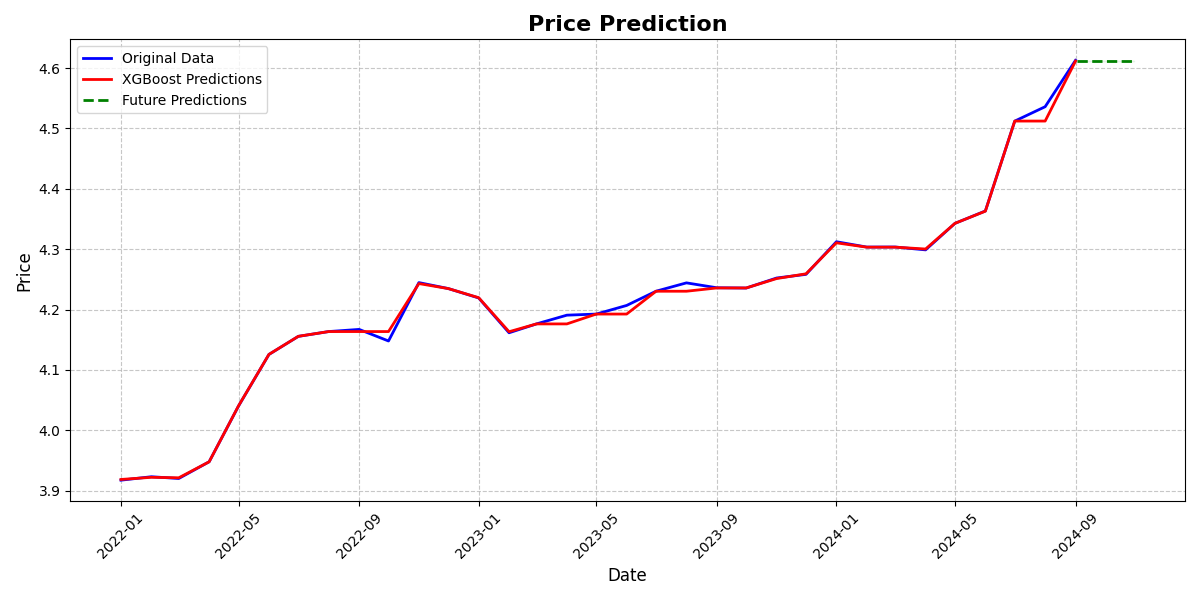 Price Prediction
Original Data
XGBoost Predictions
Future Predictions
Price
4.6
4.5
4.4
4.3
4.2
4.1
4.0
3.9
2022-01
2022-05
2022-09
2023-01
2023-05
2023-09
2024-01
2024-05
2024-09
Date